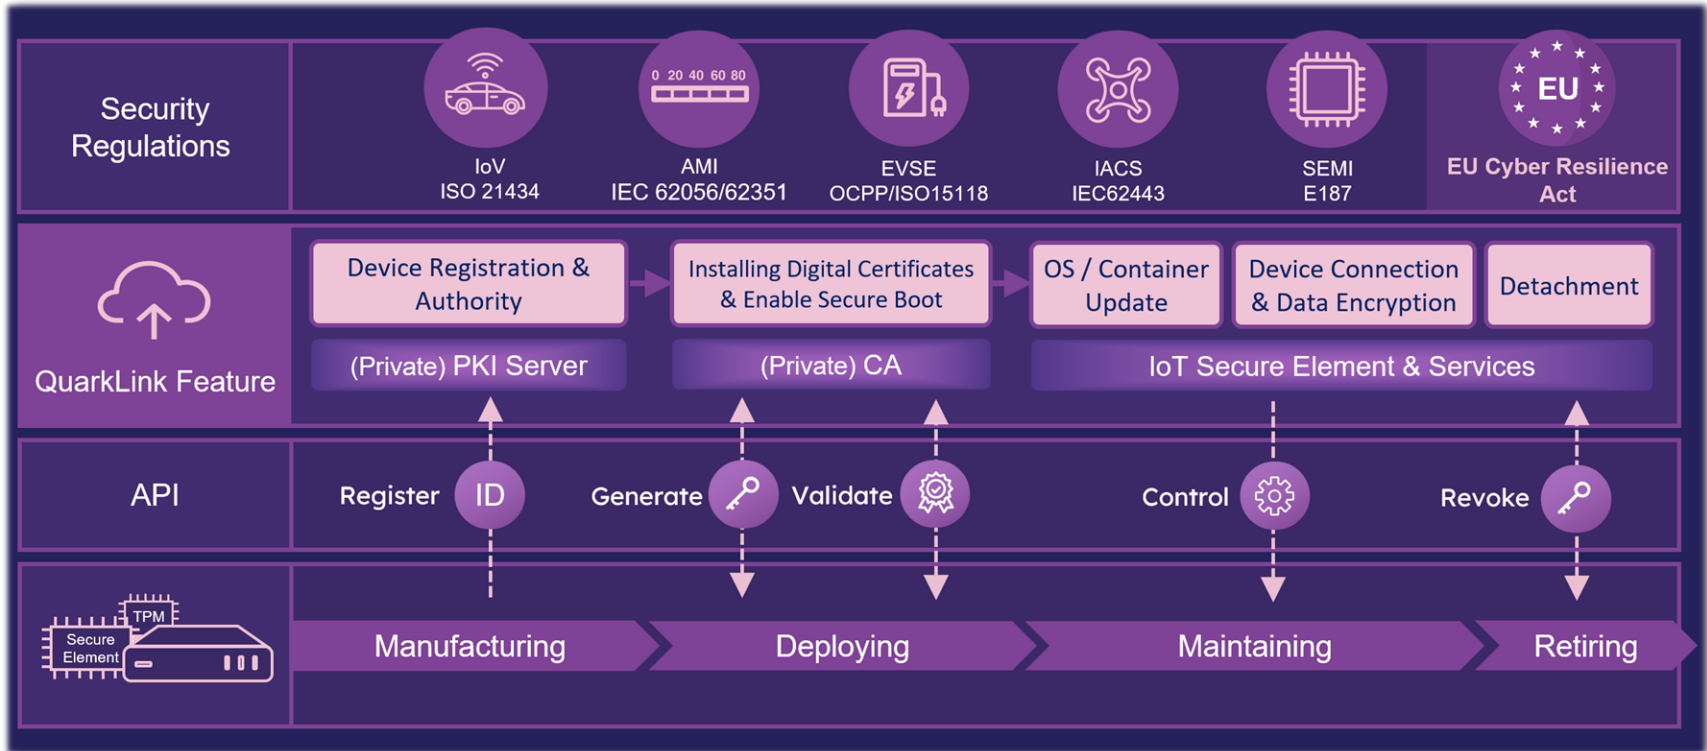 Security
Regulations
0 20 40 60 80
EU
IoV
ISO 21434
AMI
IEC 62056/62351
EVSE
OCPP/ISO15118
IACS
IEC62443
SEMI
E187
EU Cyber Resilience
Act
QuarkLink Feature
Device Registration &
Authority
Installing Digital Certificates
& Enable Secure Boot
OS / Container
Update
Device Connection
& Data Encryption
Detachment
(Private) PKI Server
(Private) CA
IoT Secure Element & Services
API
Register
ID
Generate
Validate
Control
Revoke
TPM
Secure
Element
Manufacturing
Deploying
Maintaining
Retiring